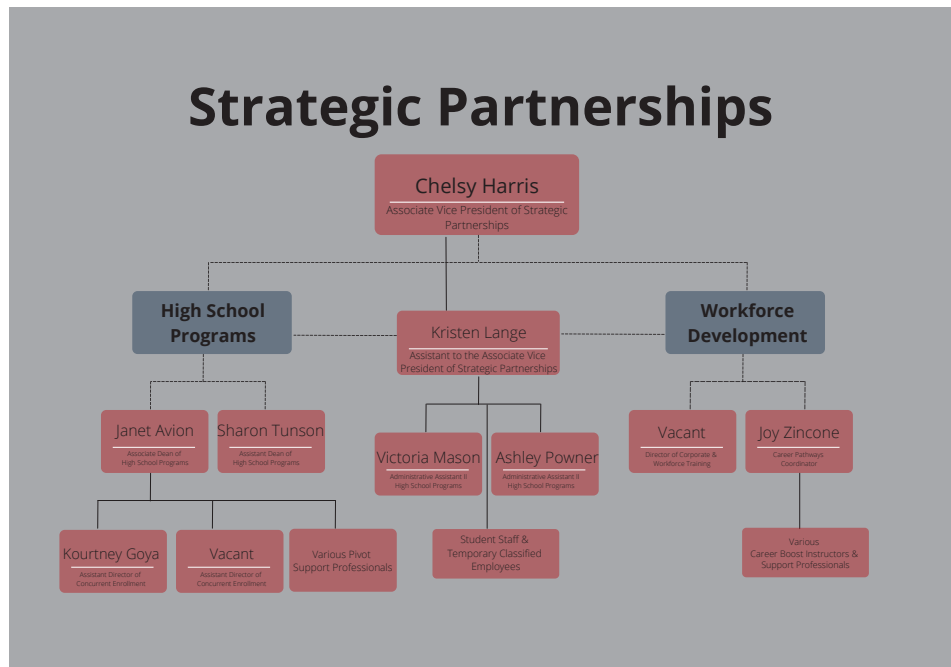 Strategic Partnerships
Chelsy Harris
Associate Vice President of Strategic
Partnerships
High School
Programs
Kristen Lange
Assistant to the Associate Vice
President of Strategic Partnerships
Workforce
Development
Janet Avion
Associate Dean of
High School Programs
Sharon Tunson
Assistant Dean of
High School Programs
Victoria Mason
Administrative Assistant II
High School Programs
Ashley Powner
Administrative Assistant II
High School Programs
Vacant
Director of Corporate &
Workforce Training
Joy Zincone
Career Pathways
Coordinator
Kourtney Goya
Assistant Director of
Concurrent Enrollment
Vacant
Assistant Director of
Concurrent Enrollment
Various Pivot
Support Professionals
Student Staff &
Temporary Classified
Employees
Various
Career Boost Instructors &
Support Professionals